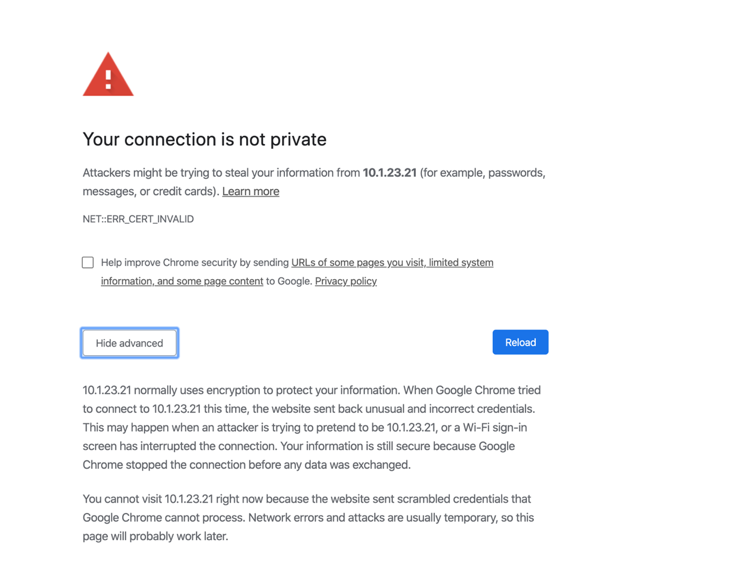 Your connection is not private
Attackers might be trying to steal your information from 10.1.23.21 (for example, passwords,
messages, or credit cards). Learn more
NET::ERR_CERT_INVALID
Help improve Chrome security by sending URLs of some pages you visit, limited system
information, and some page content to Google. Privacy policy
Hide advanced
Reload
10.1.23.21 normally uses encryption to protect your information. When Google Chrome tried
to connect to 10.1.23.21 this time, the website sent back unusual and incorrect credentials.
This may happen when an attacker is trying to pretend to be 10.1.23.21, or a Wi-Fi sign-in
screen has interrupted the connection. Your information is still secure because Google
Chrome stopped the connection before any data was exchanged.
You cannot visit 10.1.23.21 right now because the website sent scrambled credentials that
Google Chrome cannot process. Network errors and attacks are usually temporary, so this
page will probably work later.